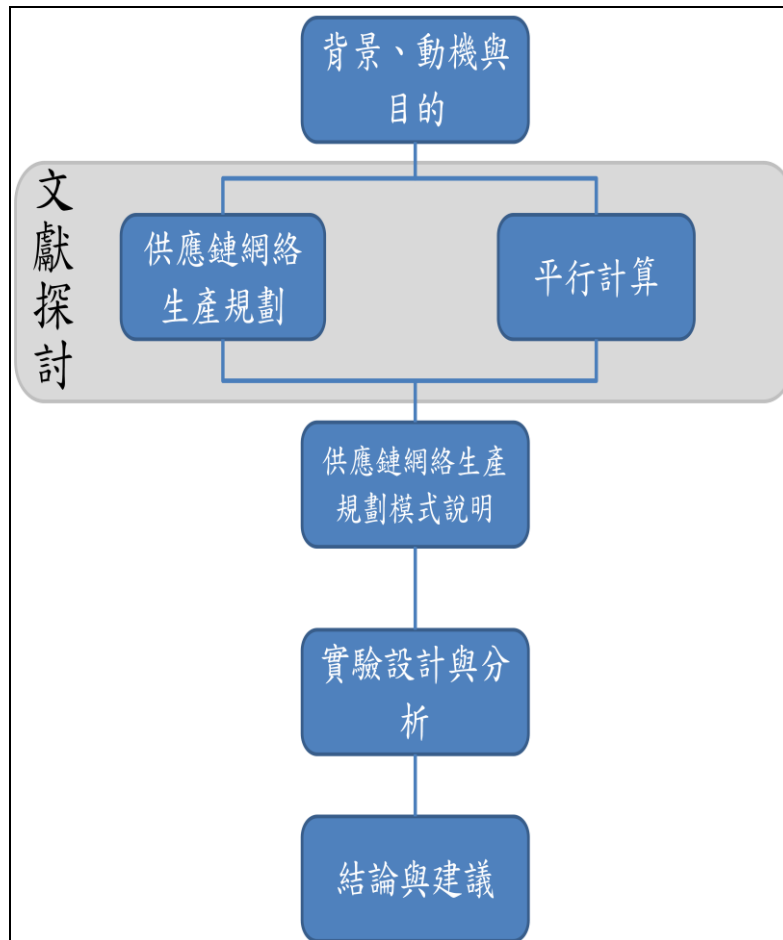 背景、動機與
目的
文
獻
探
討
供應鏈網絡
生產規劃
平行計算
供應鏈網絡生產
規劃模式說明
實驗設計與分
析
結論與建議